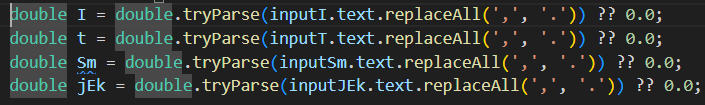 double I = double.tryParse(inputI.text.replaceAll(',', '.')) ?? 0.0;
double t = double.tryParse(inputT.text.replaceAll(',', '.')) ?? 0.0;
double Sm = double.tryParse(inputSm.text.replaceAll(',', '.')) ?? 0.0;
double jEk = double.tryParse(inputJEk.text.replaceAll(',', '.')) ?? 0.0;